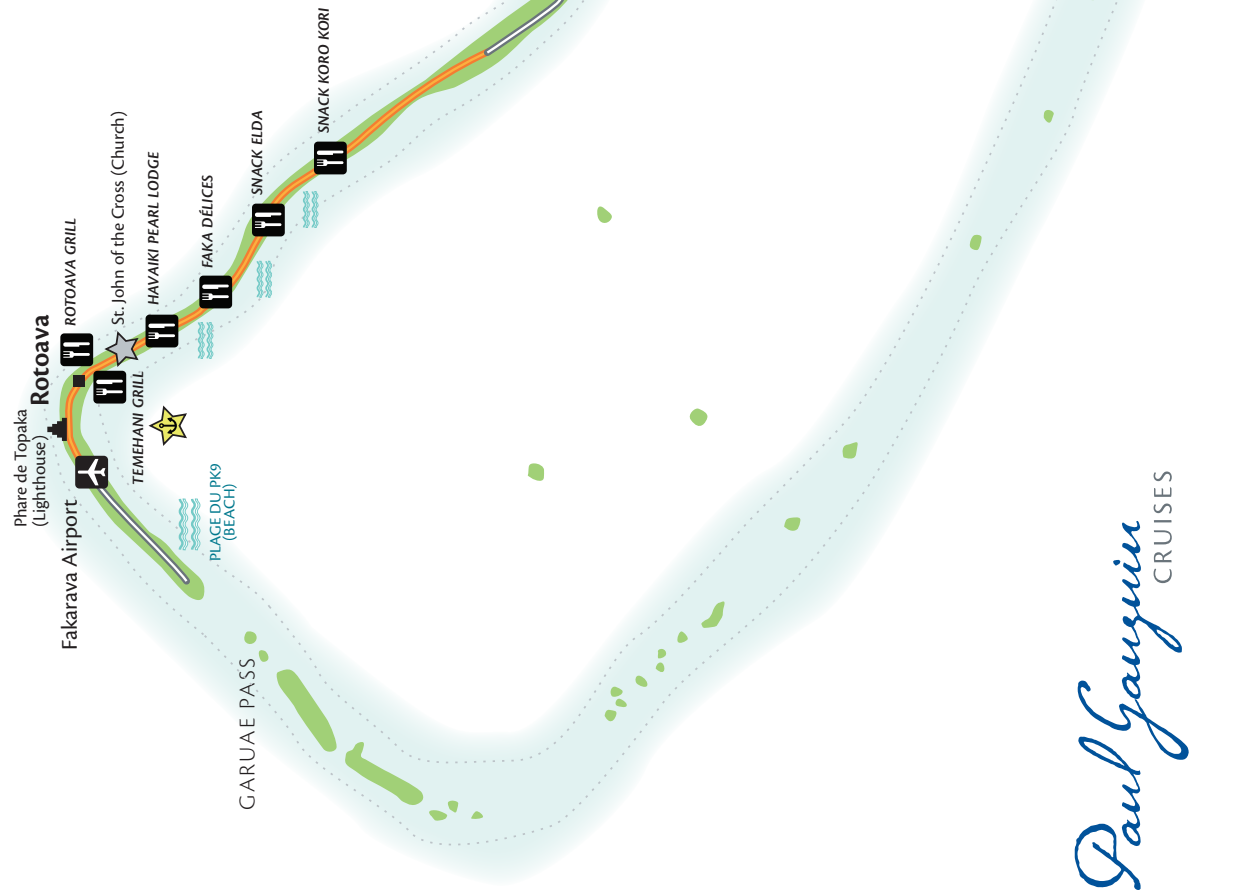 Phare de Topaka
(Lighthouse)
Rotoava
ROTOAVA GRILL
Fakarava Airport
St. John of the Cross (Church)
TEMEHANI GRILL
HAVAIKI PEARL LODGE
FAKA DÉLICES
PLAGE DU PK9
(BEACH)
SNACK ELDA
SNACK KORO KORI
GARUAE PASS
Paul Gauguin
CRUISES